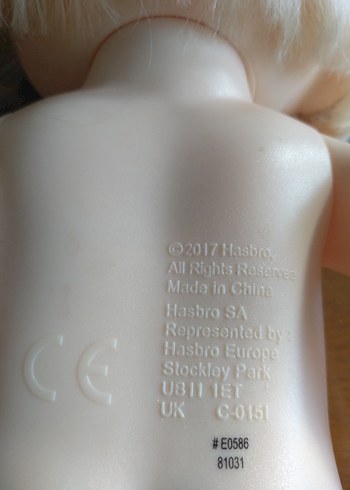 ©2017 Hasbro.
All Rights Reserved
Made in China
Hasbro SA
Represented by:
Hasbro Europe
Stockley Park
UB11 1ET
UK C-0151
CE
# E0586
81031